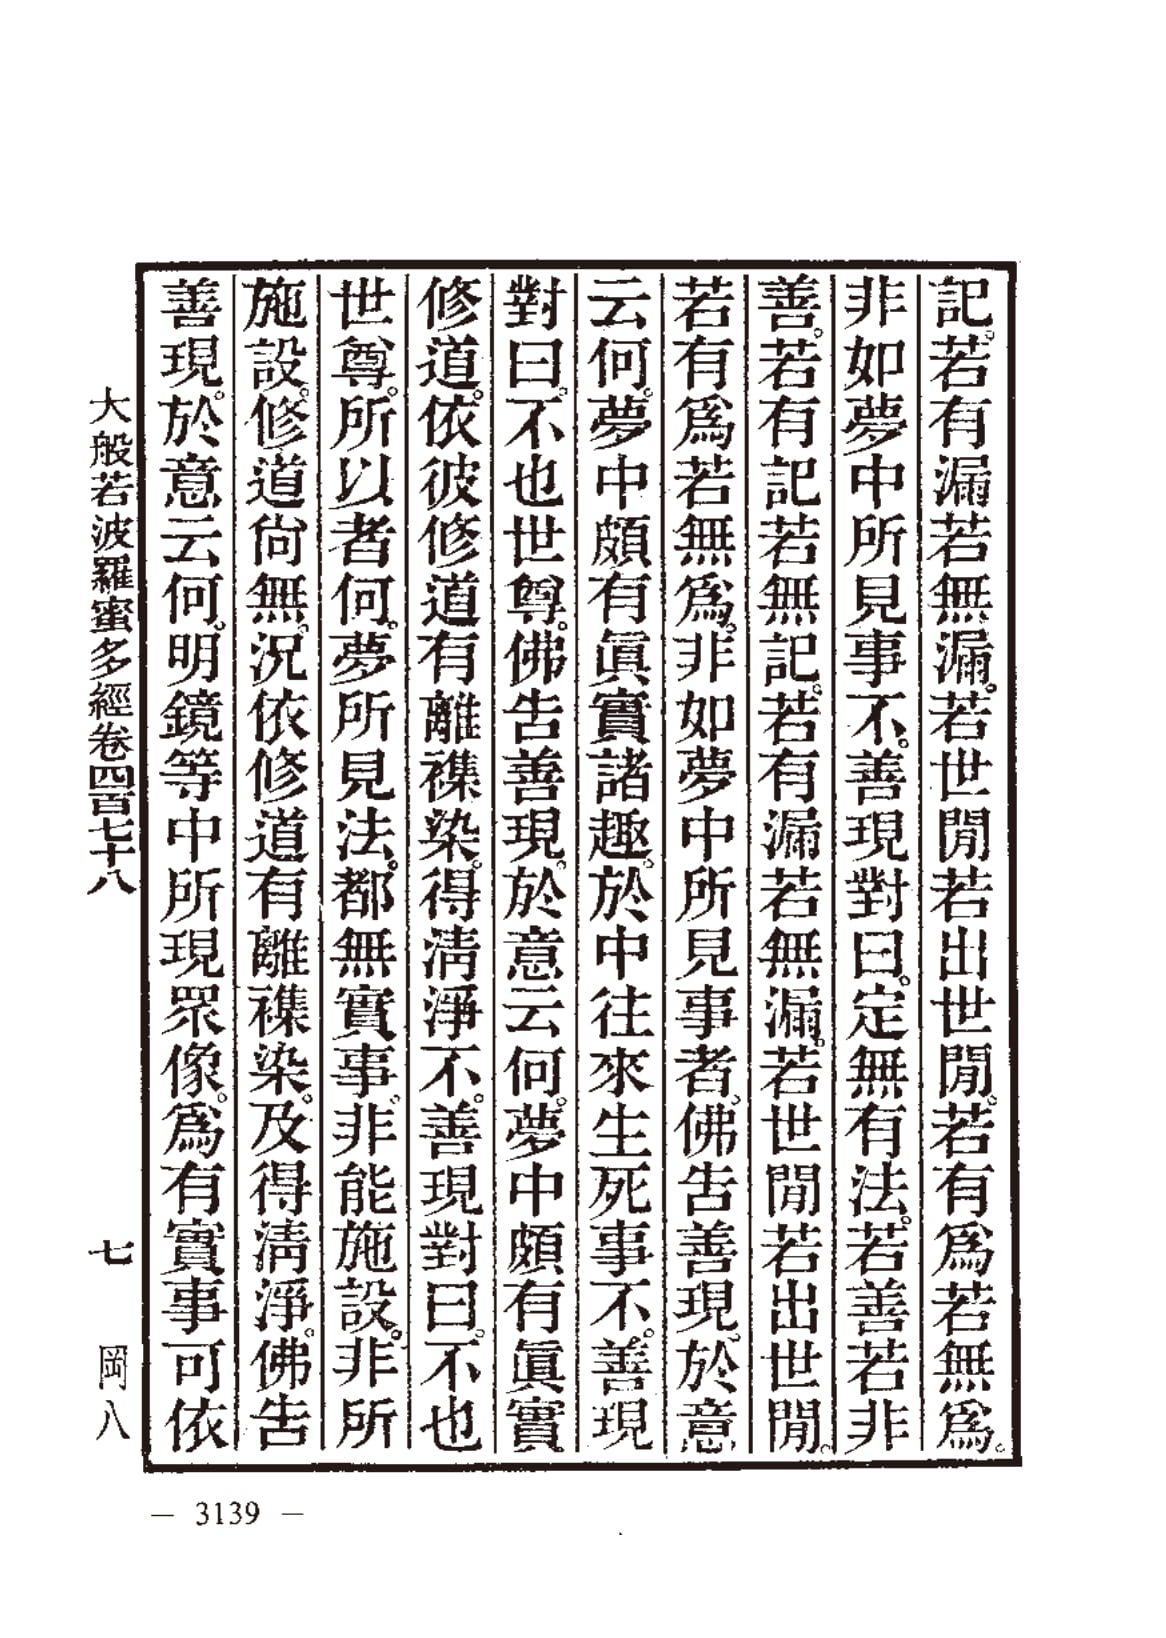 記。若有漏若無漏。若世閒若出世閒。若有爲若無爲。
非如夢中所見事不。善現對曰。定無有法。若善若非
善。若有記若無記。若有漏若無漏。若世閒若出世閒。
若有爲若無爲。非如夢中所見事者。佛告善現。於意
云何。夢中頗有眞實諸趣。於中往來生死事不。善現
對曰。不也世尊。佛告善現。於意云何。夢中頗有眞實
修道。依彼修道有離襍染。得淸淨不。善現對曰。不也
世尊。所以者何。夢所見法。都無實事。非能施設。非所
施設。修道尙無。況依修道有離襍染。及得淸淨。佛告
善現。於意云何。明鏡等中所現眾像。爲有實事可依
大般若波羅蜜多經卷四百七十八 七 岡八
— 3139 —